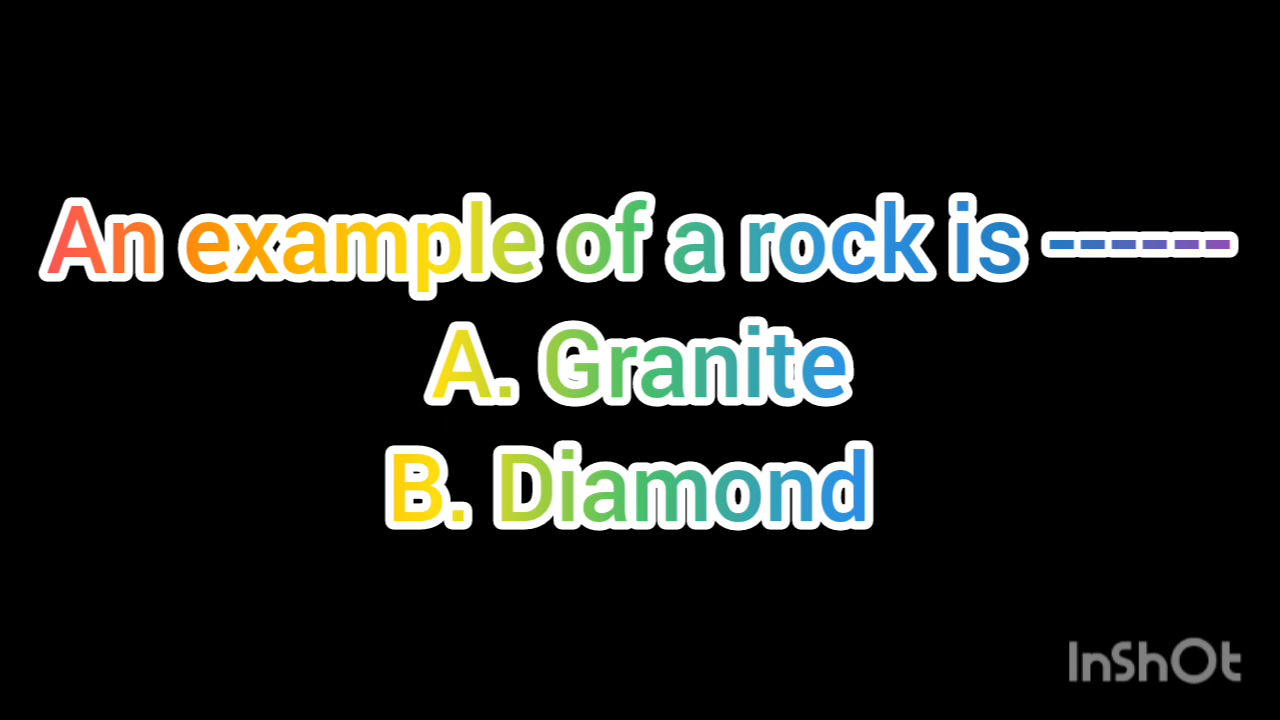 An example of a rock is ------
A. Granite
B. Diamond
InShOt